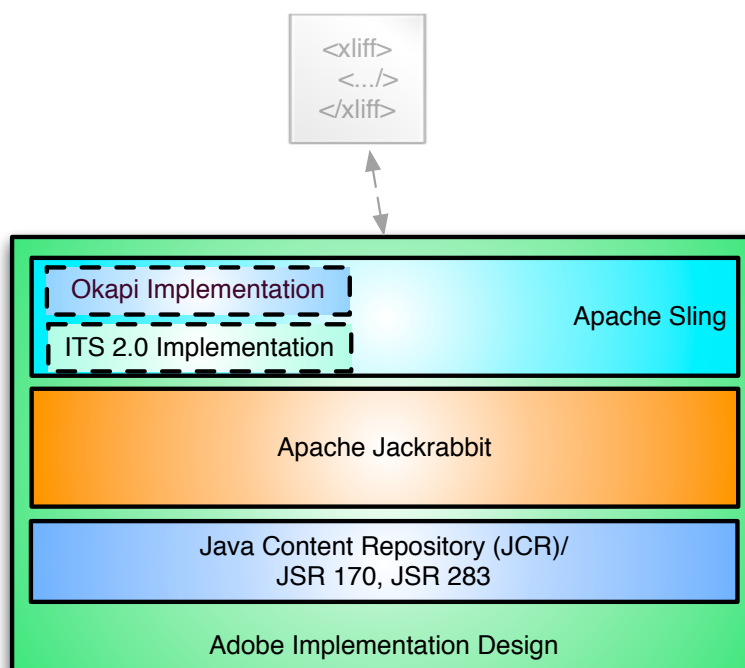 <xliff>
<.../>
</xliff>
Okapi Implementation
ITS 2.0 Implementation
Apache Sling
Apache Jackrabbit
Java Content Repository (JCR)/
JSR 170, JSR 283
Adobe Implementation Design